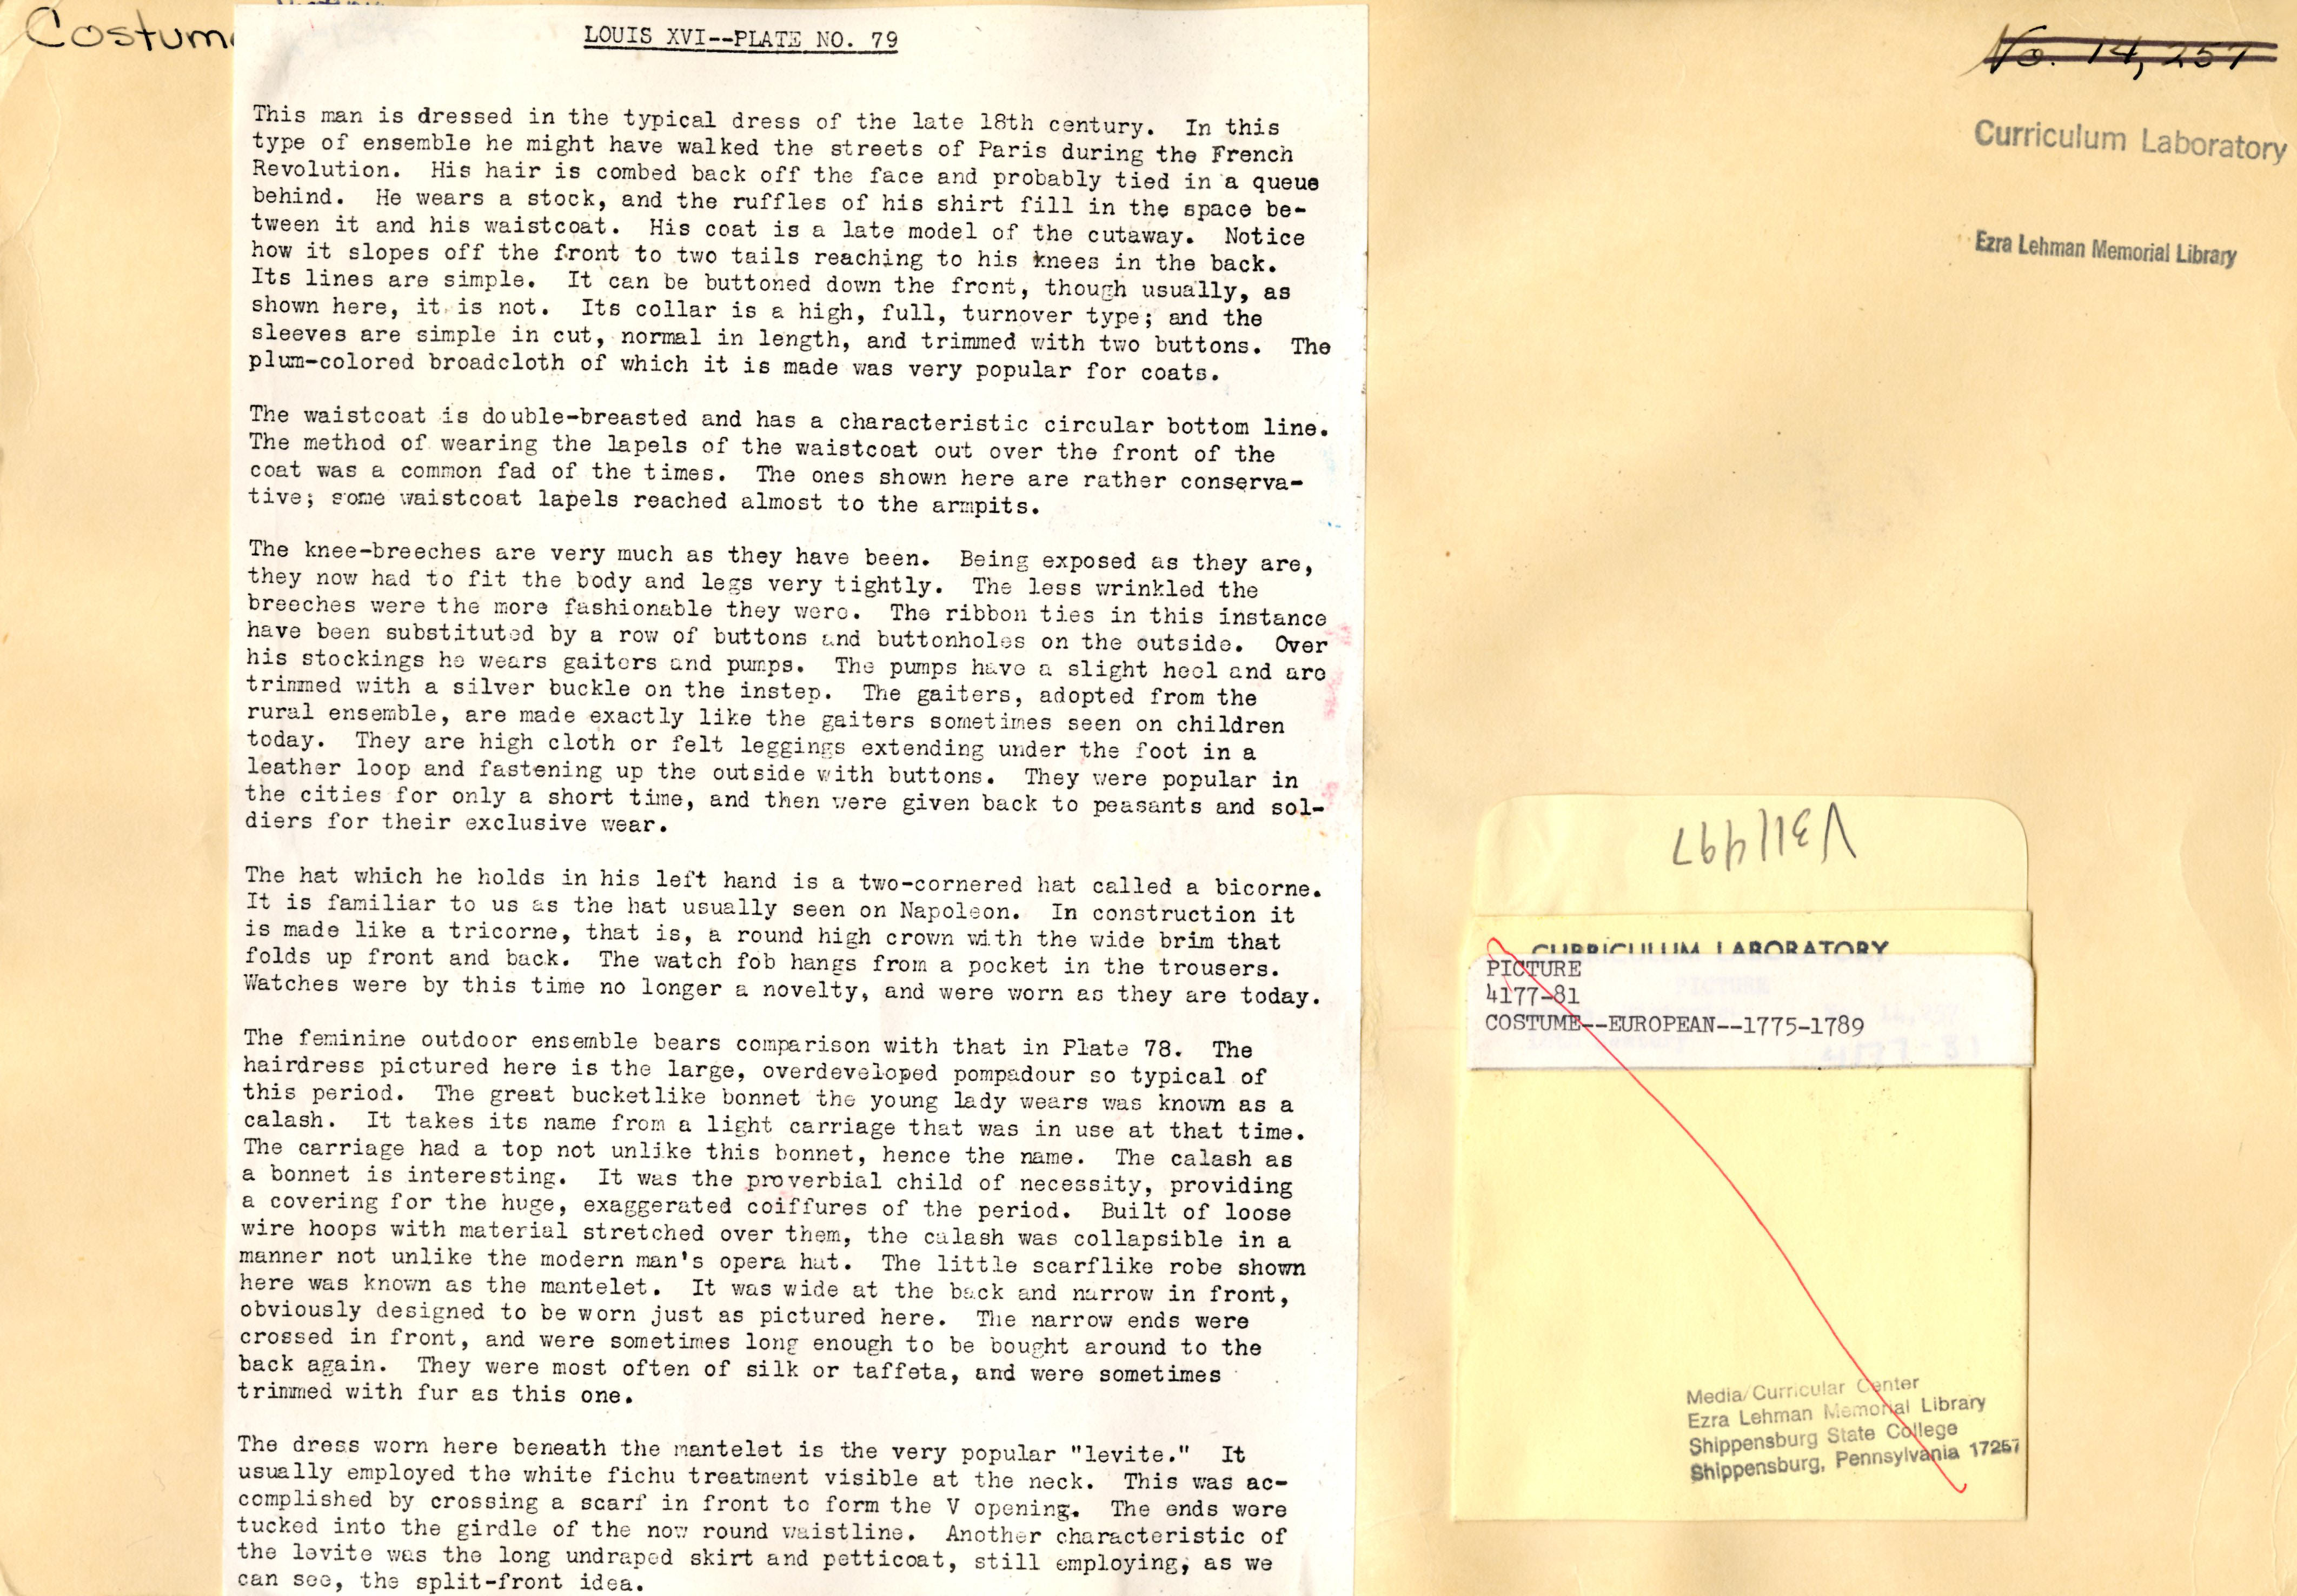 Costum
LOUIS XVI--PLATE NO. 79
This man is dressed in the typical dress of the late 18th century. In this
type of ensemble he might have walked the streets of Paris during the French
Revolution. His hair is combed back off the face and probably tied in a queue
behind. He wears a stock, and the ruffles of his shirt fill in the space be-
tween it and his waistcoat. His coat is a late model of the cutaway. Notice
how it slopes off the front to two tails reaching to his knees in the back.
Its lines are simple. It can be buttoned down the front, though usually, as
shown here, it is not. Its collar is a high, full, turnover type; and the
sleeves are simple in cut, normal in length, and trimmed with two buttons. The
plum-colored broadcloth of which it is made was very popular for coats.
The waistcoat is double-breasted and has a characteristic circular bottom line.
The method of wearing the lapels of the waistcoat out over the front of the
coat was a common fad of the times. The ones shown here are rather conserva-
tive; some waistcoat lapels reached almost to the armpits.
The knee-breeches are very much as they have been. Being exposed as they are,
they now had to fit the body and legs very tightly. The less wrinkled the
breeches were the more fashionable they were. The ribbon ties in this instance
have been substituted by a row of buttons and buttonholes on the outside. Over
his stockings he wears gaiters and pumps. The pumps have a slight heel and are
trimmed with a silver buckle on the instep. The gaiters, adopted from the
rural ensemble, are made exactly like the gaiters sometimes seen on children
today. They are high cloth or felt leggings extending under the foot in a
leather loop and fastening up the outside with buttons. They were popular in
the cities for only a short time, and then were given back to peasants and sol-
diers for their exclusive wear.
The hat which he holds in his left hand is a two-cornered hat called a bicorne.
It is familiar to us as the hat usually seen on Napoleon. In construction it
is made like a tricorne, that is, a round high crown with the wide brim that
folds up front and back. The watch fob hangs from a pocket in the trousers.
Watches were by this time no longer a novelty, and were worn as they are today.
The feminine outdoor ensemble bears comparison with that in Plate 78. The
hairdress pictured here is the large, overdeveloped pompadour so typical of
this period. The great bucketlike bonnet the young lady wears was known as a
calash. It takes its name from a light carriage that was in use at that time.
The carriage had a top not unlike this bonnet, hence the name. The calash as
a bonnet is interesting. It was the proverbial child of necessity, providing
a covering for the huge, exaggerated coiffures of the period. Built of loose
wire hoops with material stretched over them, the calash was collapsible in a
manner not unlike the modern man's opera hat. The little scarflike robe shown
here was known as the mantelet. It was wide at the back and narrow in front,
obviously designed to be worn just as pictured here. The narrow ends were
crossed in front, and were sometimes long enough to be bought around to the
back again. They were most often of silk or taffeta, and were sometimes
trimmed with fur as this one.
The dress worn here beneath the mantelet is the very popular "levite." It
usually employed the white fichu treatment visible at the neck. This was ac-
complished by crossing a scarf in front to form the V opening. The ends were
tucked into the girdle of the now round waistline. Another characteristic of
the levite was the long undraped skirt and petticoat, still employing, as we
can see, the split-front idea.
No. 14,257
Curriculum Laboratory
Ezra Lehman Memorial Library
V311497
CURRICULUM LABORATORY
PICTURE
4177-81
COSTUME--EUROPEAN--1775-1789
Media/Curricular Center
Ezra Lehman Memorial Library
Shippensburg State College
Shippensburg, Pennsylvania 17257